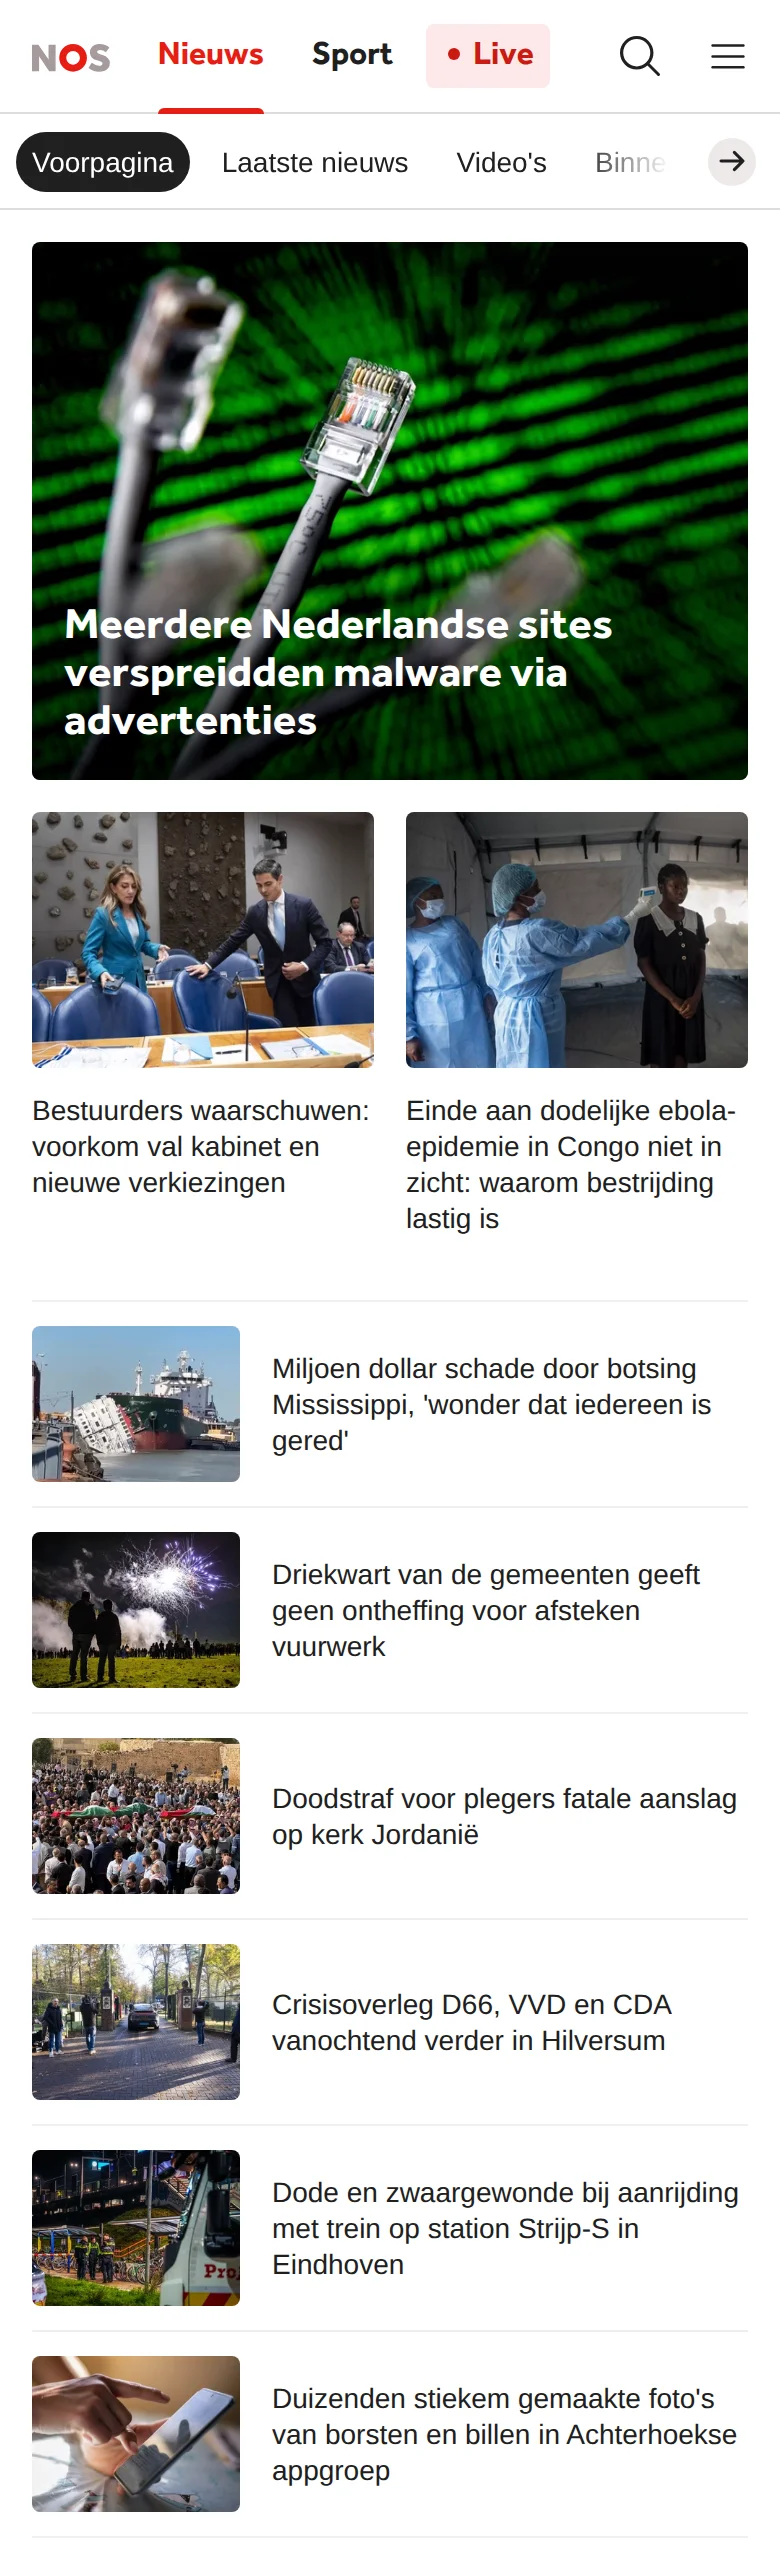 NOS Nieuws Sport Live
Voorpagina Laatste nieuws Video's Binne
Meerdere Nederlandse sites
verspreidden malware via
advertenties
Bestuurders waarschuwen:
voorkom val kabinet en
nieuwe verkiezingen
Einde aan dodelijke ebola-
epidemie in Congo niet in
zicht: waarom bestrijding
lastig is
Miljoen dollar schade door botsing
Mississippi, 'wonder dat iedereen is
gered'
Driekwart van de gemeenten geeft
geen ontheffing voor afsteken
vuurwerk
Doodstraf voor plegers fatale aanslag
op kerk Jordanië
Crisisoverleg D66, VVD en CDA
vanochtend verder in Hilversum
Dode en zwaargewonde bij aanrijding
met trein op station Strijp-S in
Eindhoven
Pro
Duizenden stiekem gemaakte foto's
van borsten en billen in Achterhoekse
appgroep